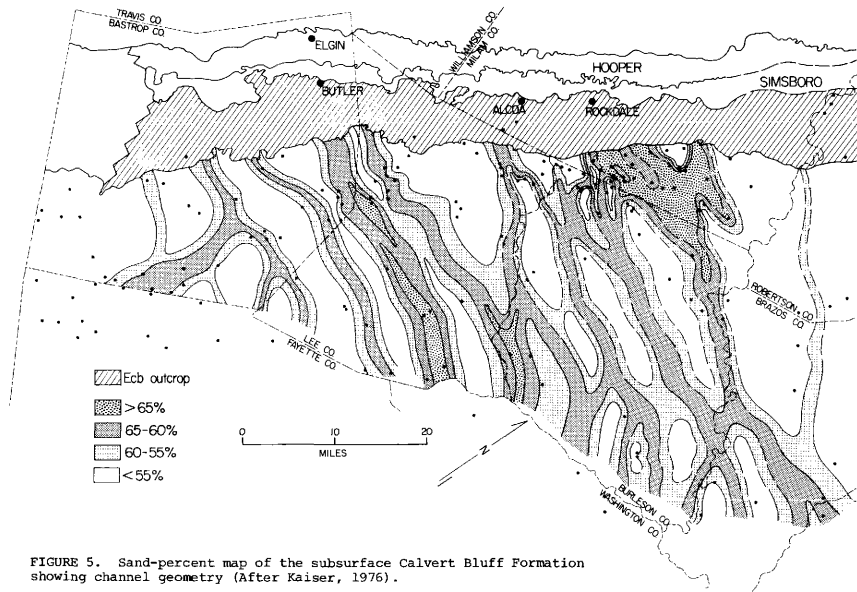 TRAVIS CO.
BASTROP CO.
ELGIN
WILLIAMSON CO.
MILAM CO.
HOOPER
SIMSBORO
BUTLER
ALCOA
ROCKDALE
ROBERTSON CO.
BRAZOS CO.
LEE CO.
FAYETTE CO.
Ecb outcrop
>65%
65-60%
60-55%
<55%
0 10 20
MILES
N
BURLESON CO.
WASHINGTON CO.
FIGURE 5. Sand-percent map of the subsurface Calvert Bluff Formation
showing channel geometry (After Kaiser, 1976).